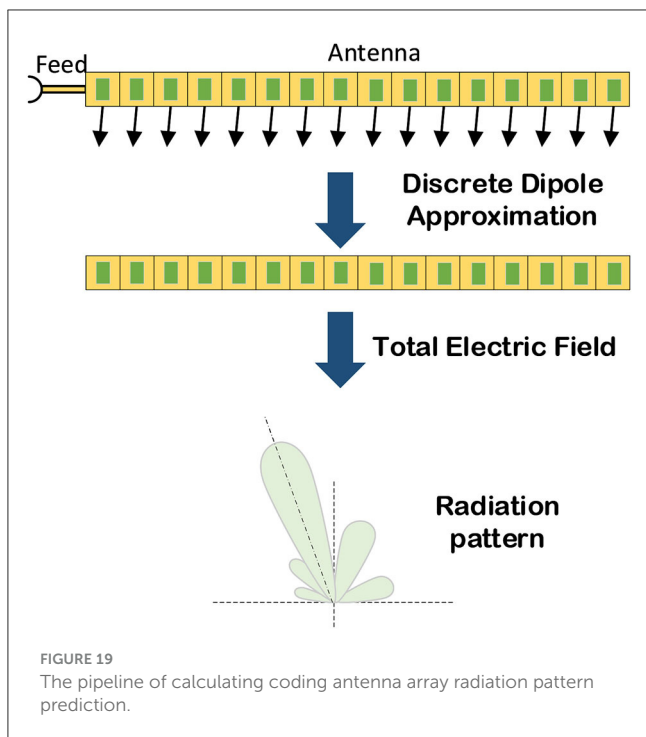 Antenna
Feed
Discrete Dipole
Approximation
Total Electric Field
Radiation
pattern
FIGURE 19
The pipeline of calculating coding antenna array radiation pattern
prediction.